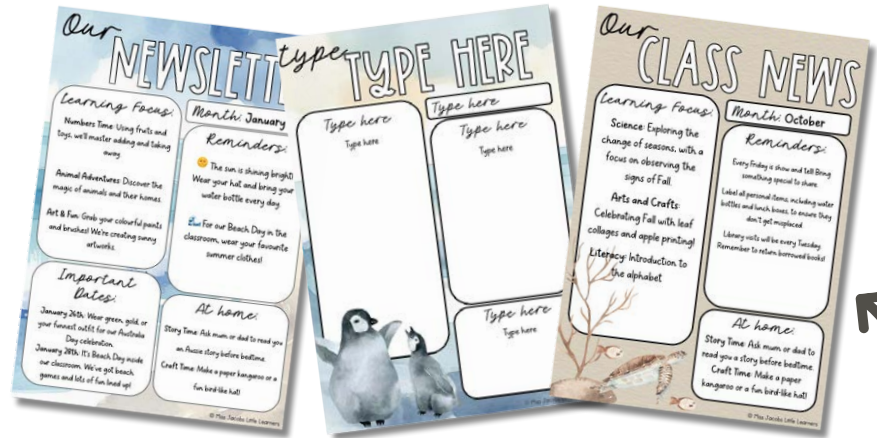 Our
NEWSLETT
Learning Focus:
Numbers Time: Using fruits and
toys, we'll master adding and taking
away.
Animal Adventures: Discover the
magic of animals and their homes.
Art & Fun: Grab your colourful paints
and brushes! We're creating sunny
artworks.
Important
Dates:
January 26th: Wear green, gold, or
your funnest outfit for our Australia
Day celebration.
January 28th: It's Beach Day inside
our classroom. We've got beach
games and lots of fun lined up!
Month: January
Reminders:
The sun is shining bright!
Wear your hat and bring your
water bottle every day.
For our Beach Day in the
classroom, wear your favourite
summer clothes!
At home:
Story Time: Ask mum or dad to read you
an Aussie story before bedtime.
Craft Time: Make a paper kangaroo or a
fun bird-like hat!
© Miss Jacobs Little Learners
type
TYPE HERE
Type here
Type here
Type here
Type here
Type here
Type here
Type here
Our
CLASS NEWS
Learning Focus:
Science: Exploring the
change of seasons, with a
focus on observing the
signs of Fall.
Arts and Crafts:
Celebrating Fall with leaf
collages and apple printing!
Literacy: Introduction to
the alphabet
Month: October
Reminders:
Every Friday is show and tell! Bring
something special to share.
Label all personal items, including water
bottles and lunch boxes, to ensure they
don't get misplaced.
Library visits will be every Tuesday.
Remember to return borrowed books!
At home:
Story Time: Ask mum or dad to
read you a story before bedtime.
Craft Time: Make a paper
kangaroo or a fun bird-like hat!
© Miss Jacobs Little Learners